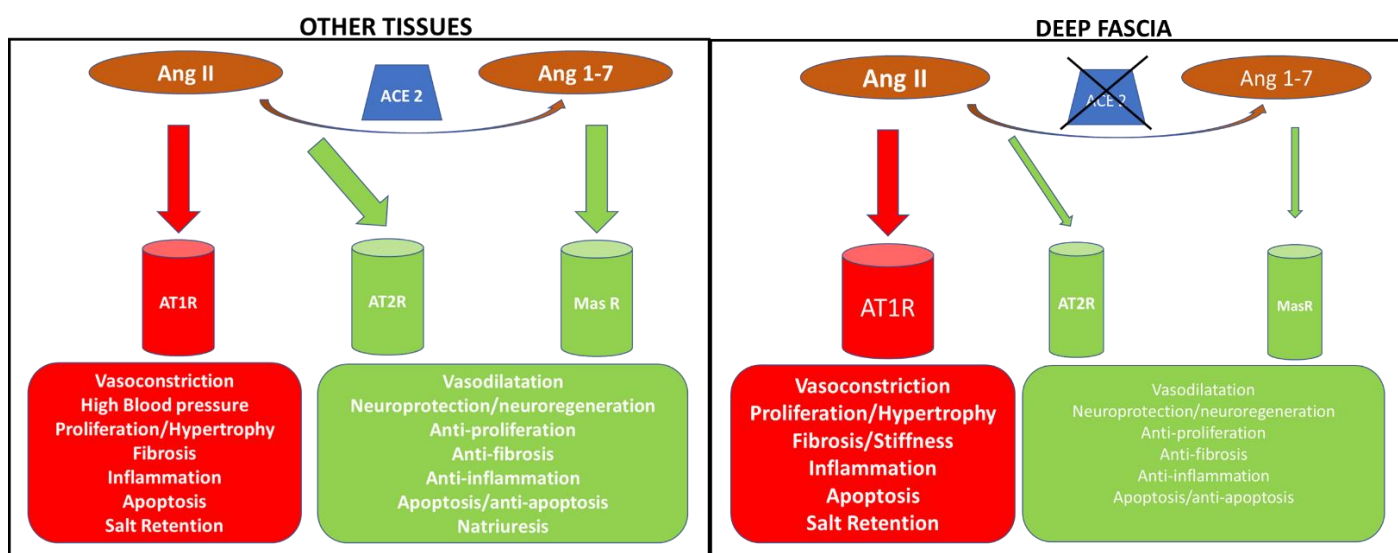 OTHER TISSUES
Ang II
Ang 1-7
ACE 2
AT1R
AT2R
Mas R
Vasoconstriction
High Blood pressure
Proliferation/Hypertrophy
Fibrosis
Inflammation
Apoptosis
Salt Retention
Vasodilatation
Neuroprotection/neuroregeneration
Anti-proliferation
Anti-fibrosis
Anti-inflammation
Apoptosis/anti-apoptosis
Natriuresis
DEEP FASCIA
Ang II
Ang 1-7
ACE 2
AT1R
AT2R
MasR
Vasoconstriction
Proliferation/Hypertrophy
Fibrosis/Stiffness
Inflammation
Apoptosis
Salt Retention
Vasodilatation
Neuroprotection/neuroregeneration
Anti-proliferation
Anti-fibrosis
Anti-inflammation
Apoptosis/anti-apoptosis